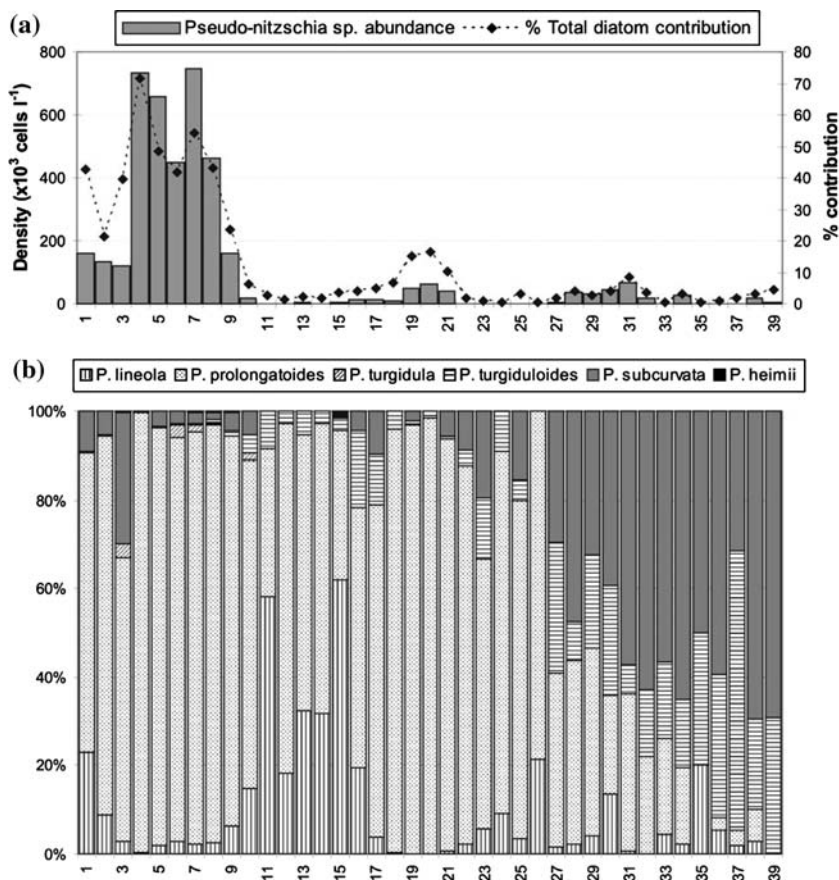 (a)
Pseudo-nitzschia sp. abundance % Total diatom contribution
Density (x10³ cells l⁻¹)
800
600
400
200
0
80
70
60
50
40
30
20
10
0
% contribution
1 3 5 7 9 11 13 15 17 19 21 23 25 27 29 31 33 35 37 39
(b)
P. lineola P. prolongatoides P. turgidula P. turgiduloides P. subcurvata P. heimii
100%
80%
60%
40%
20%
0%
1 3 5 7 9 11 13 15 17 19 21 23 25 27 29 31 33 35 37 39